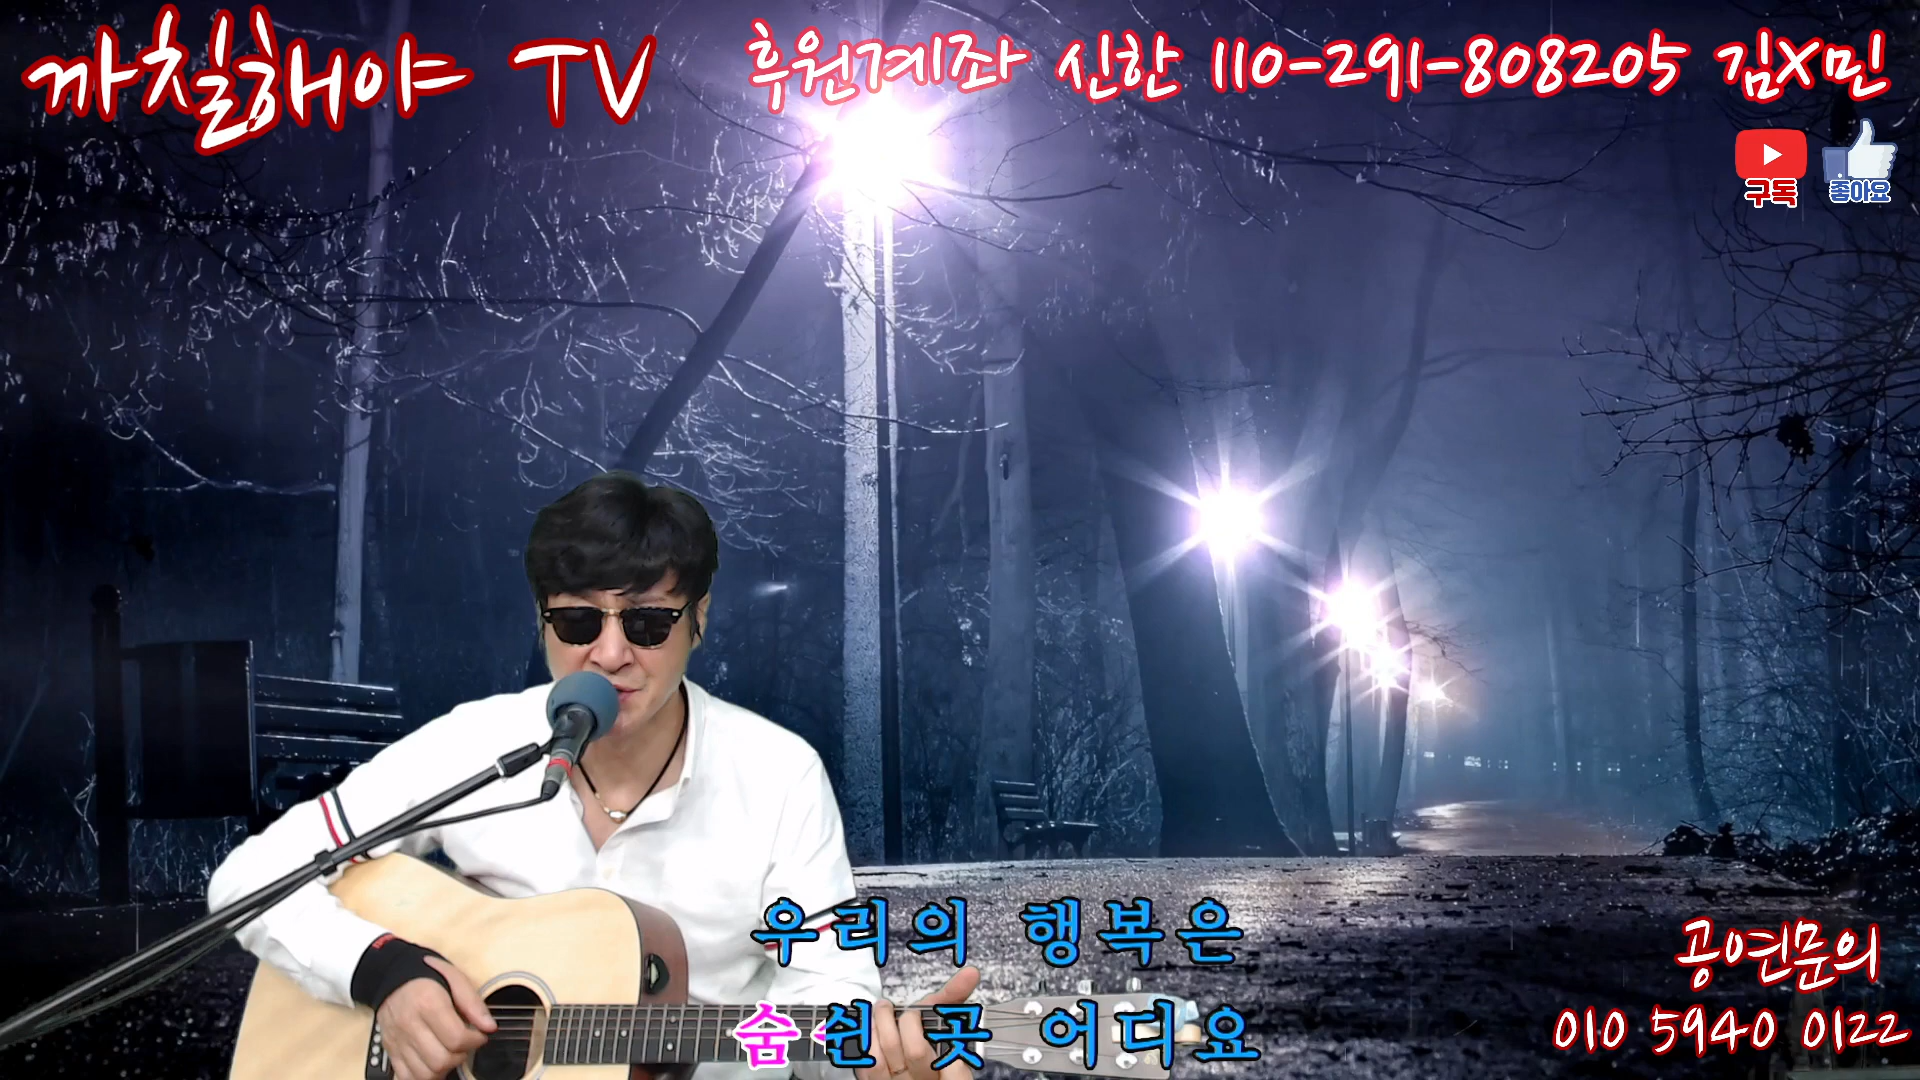 까칠해야 TV
후원계좌 신한 110-291-808205 김X민
구독
좋아요
우리의 행복은
숨쉰 곳 어디요
공연문의
010 5940 0122